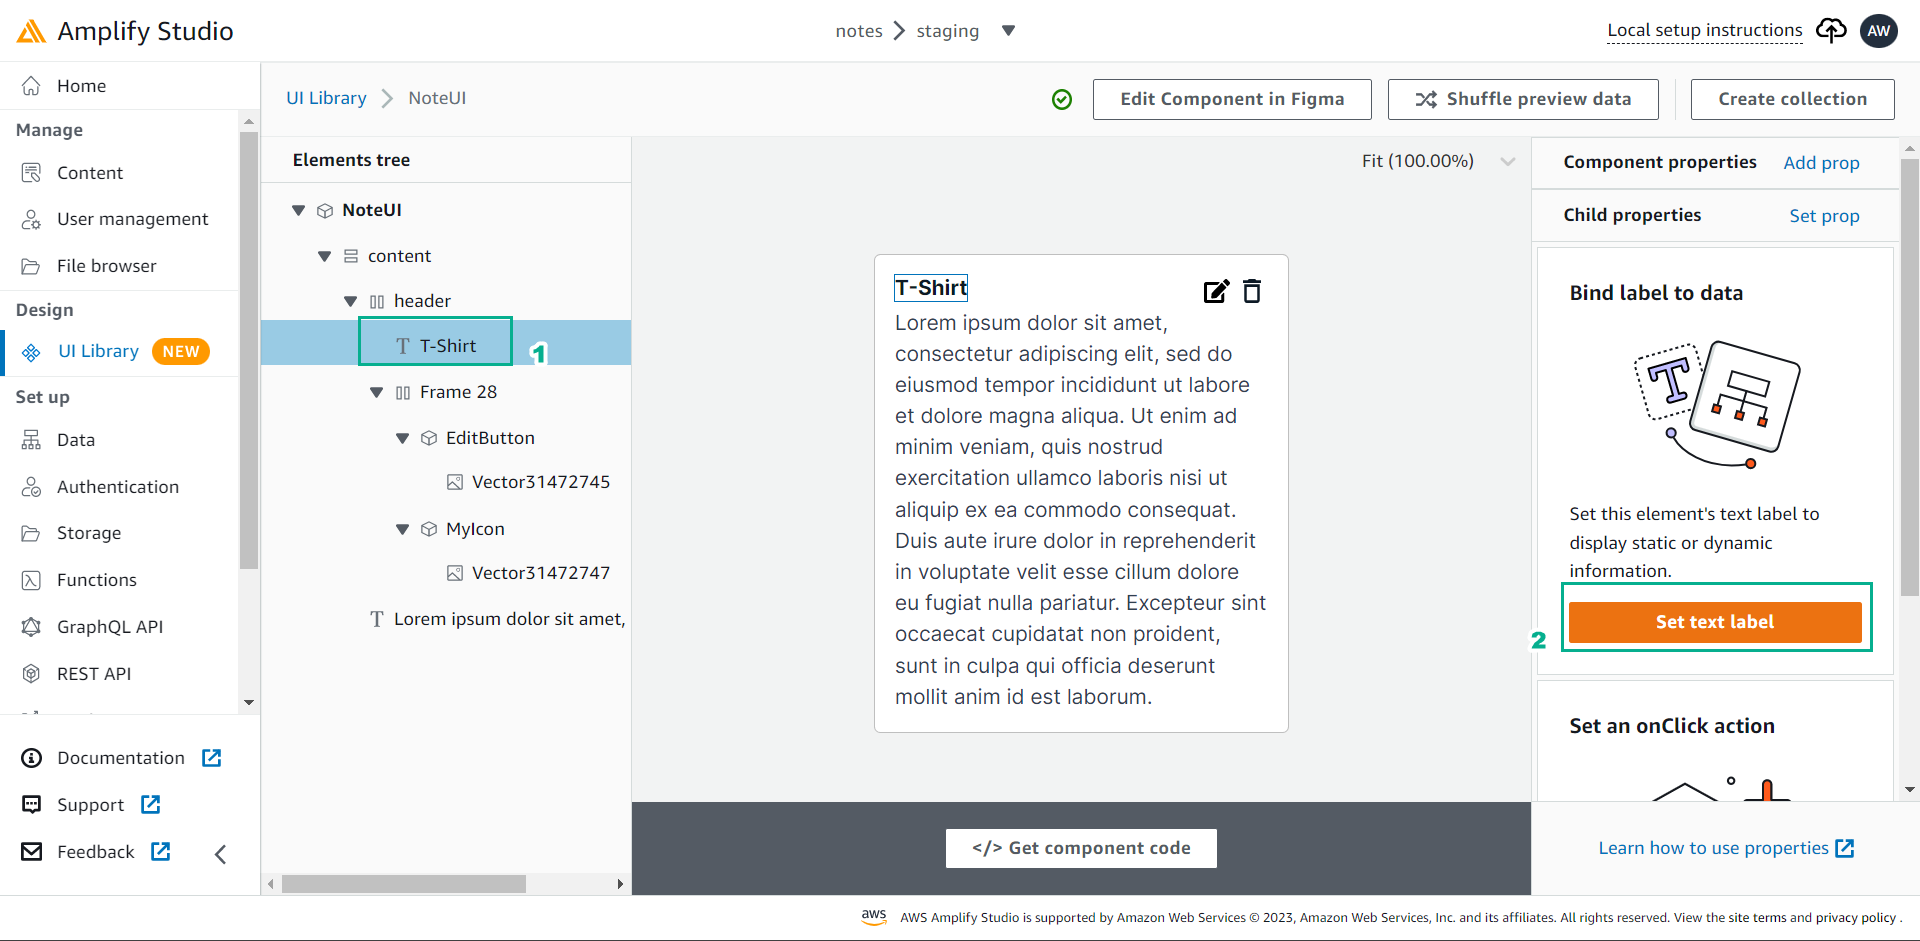 Amplify Studio
notes staging
Local setup instructions
AW
Home
Manage
Content
User management
File browser
Design
UI Library NEW
Set up
Data
Authentication
Storage
Functions
GraphQL API
REST API
Documentation
Support
Feedback
UI Library NoteUI
Edit Component in Figma
Shuffle preview data
Create collection
Elements tree
NoteUI
content
header
T-Shirt
1
Frame 28
EditButton
Vector31472745
MyIcon
Vector31472747
Lorem ipsum dolor sit amet,
Fit (100.00%)
T-Shirt
Lorem ipsum dolor sit amet,
consectetur adipiscing elit, sed do
eiusmod tempor incididunt ut labore
et dolore magna aliqua. Ut enim ad
minim veniam, quis nostrud
exercitation ullamco laboris nisi ut
aliquip ex ea commodo consequat.
Duis aute irure dolor in reprehenderit
in voluptate velit esse cillum dolore
eu fugiat nulla pariatur. Excepteur sint
occaecat cupidatat non proident,
sunt in culpa qui officia deserunt
mollit anim id est laborum.
</> Get component code
Component properties Add prop
Child properties Set prop
Bind label to data
T
Set this element's text label to
display static or dynamic
information.
Set text label
2
Set an onClick action
Learn how to use properties
aws AWS Amplify Studio is supported by Amazon Web Services © 2023, Amazon Web Services, Inc. and its affiliates. All rights reserved. View the site terms and privacy policy .